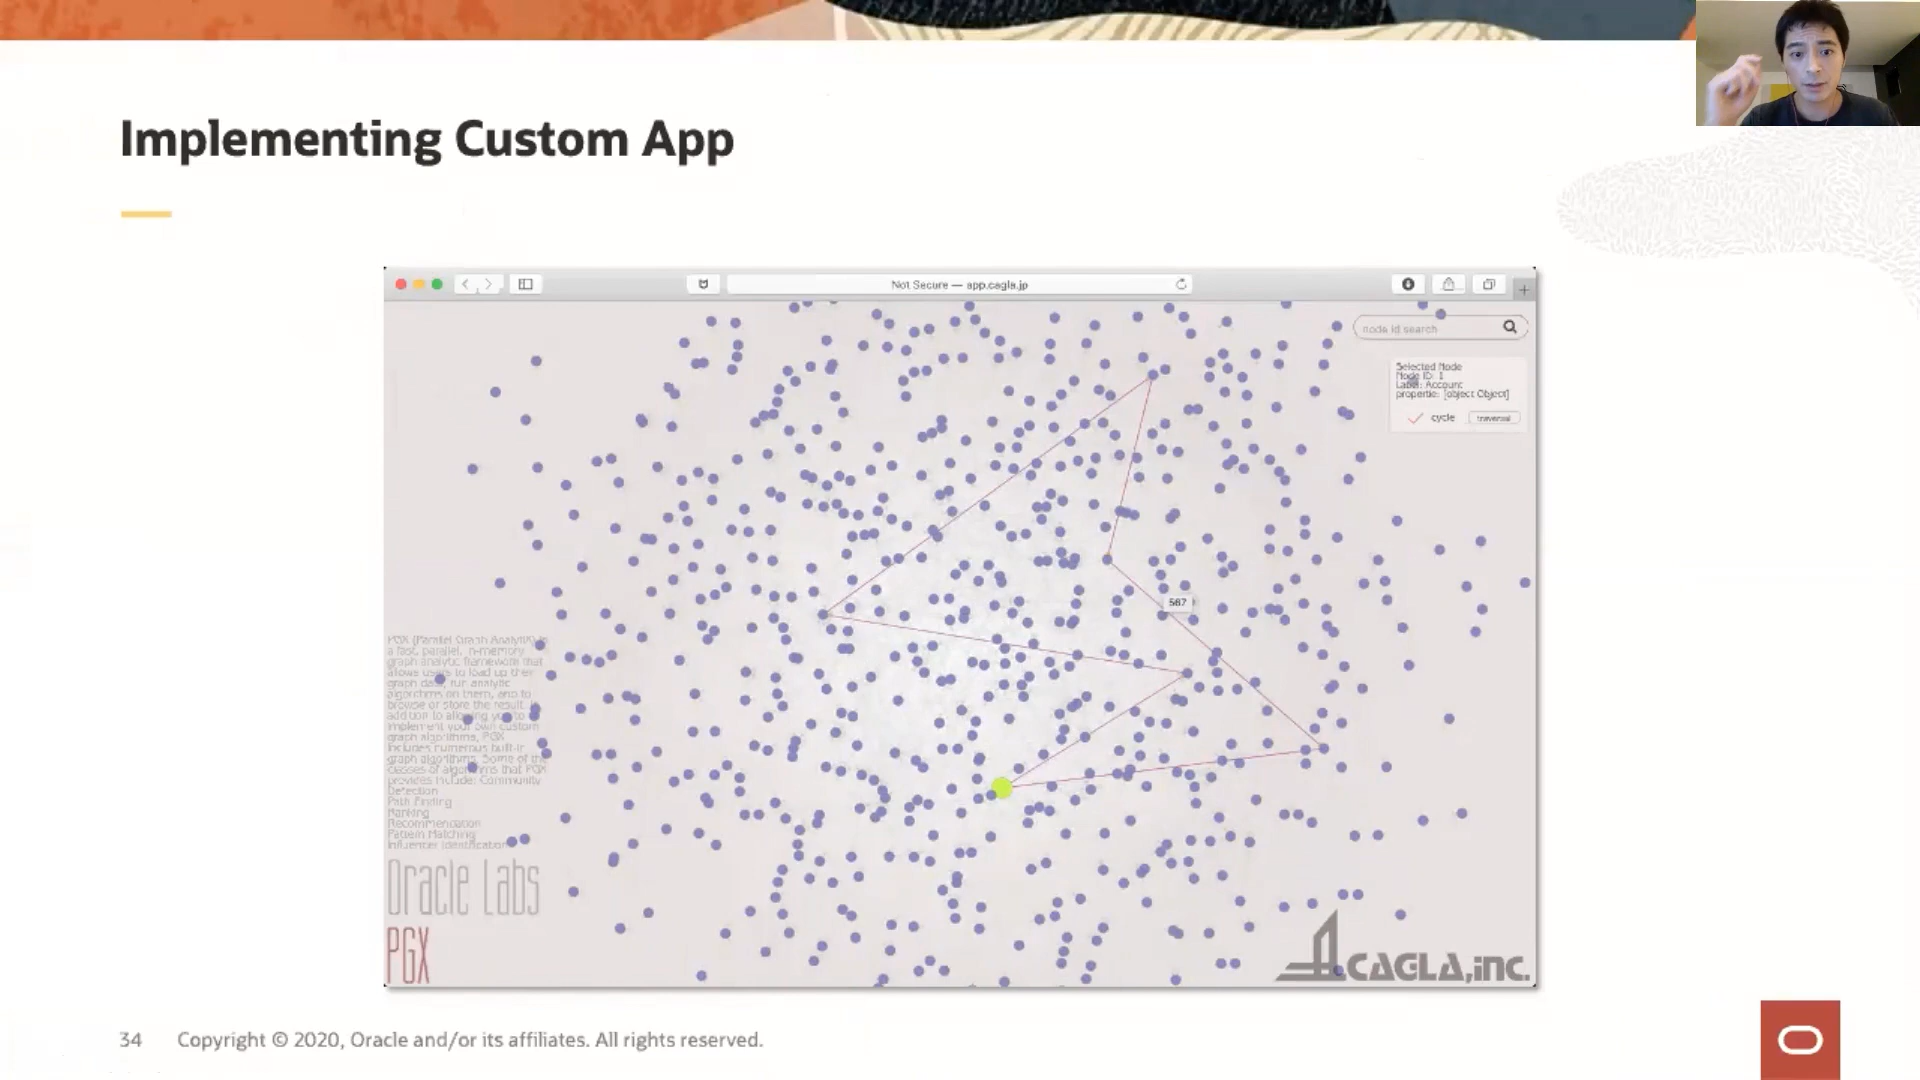 Implementing Custom App
Not Secure — app.cagla.jp
node id search
Selected Node
Node ID: 1
Label: Account
propertie: [object Object]
cycle
traversal
567
PGX (Parallel Graph AnalytiX) is
a fast, parallel, in-memory
graph analytic framework that
allows users to load up their
graph data, run analytic
algorithms on them, and to
browse or store the result. In
addition to allowing you to
implement your own custom
graph algorithms, PGX
includes numerous built-in
graph algorithms. Some of the
classes of algorithms that PGX
provides include: Community
Detection
Path Finding
Ranking
Recommendation
Pattern Matching
Influencer Identification
Oracle Labs
PGX
CAGLA,inc.
34 Copyright © 2020, Oracle and/or its affiliates. All rights reserved.